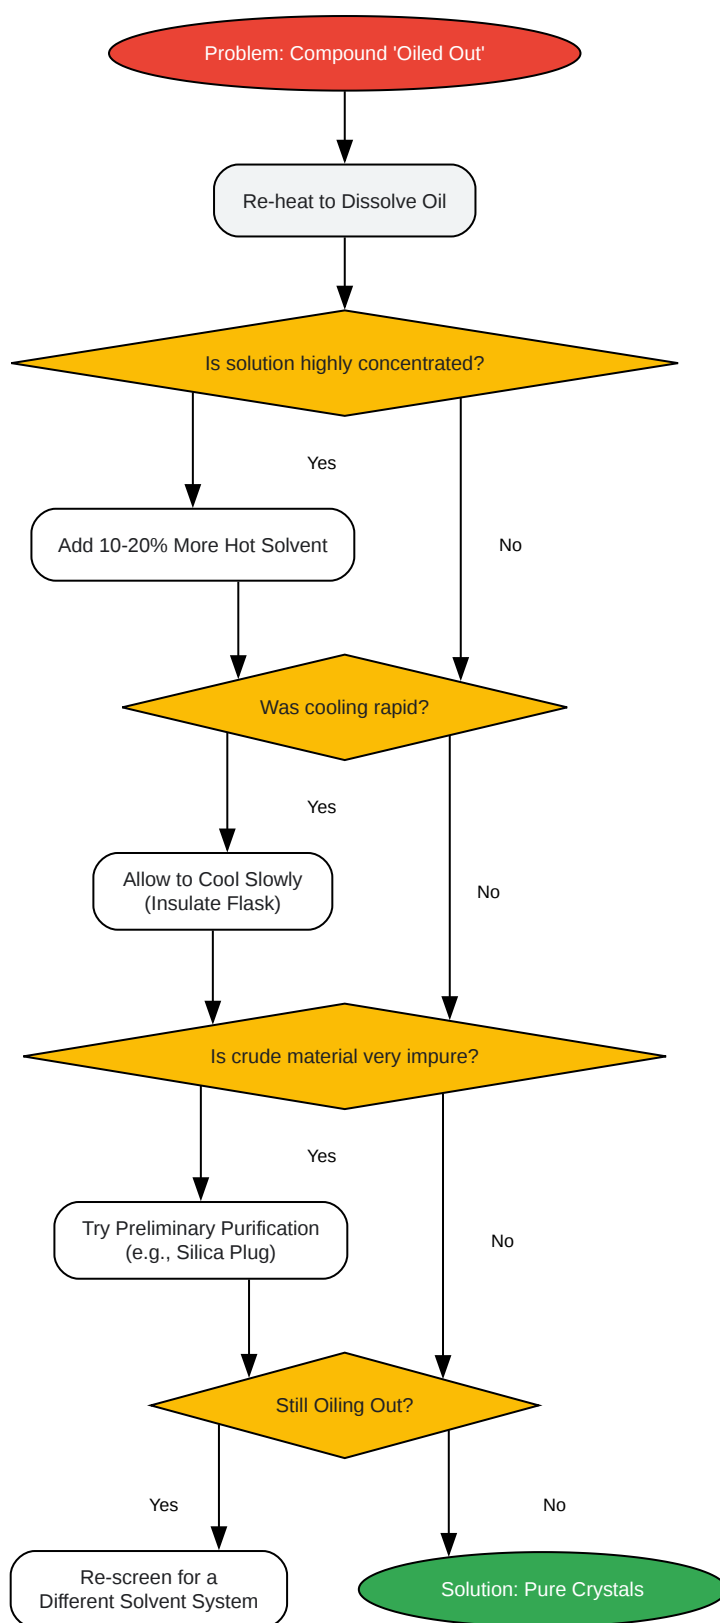 Problem: Compound 'Oiled Out'
Re-heat to Dissolve Oil
Is solution highly concentrated?
Yes
Add 10-20% More Hot Solvent
No
Was cooling rapid?
Yes
Allow to Cool Slowly
(Insulate Flask)
No
Is crude material very impure?
Yes
Try Preliminary Purification
(e.g., Silica Plug)
No
Still Oiling Out?
Yes
No
Re-screen for a
Different Solvent System
Solution: Pure Crystals